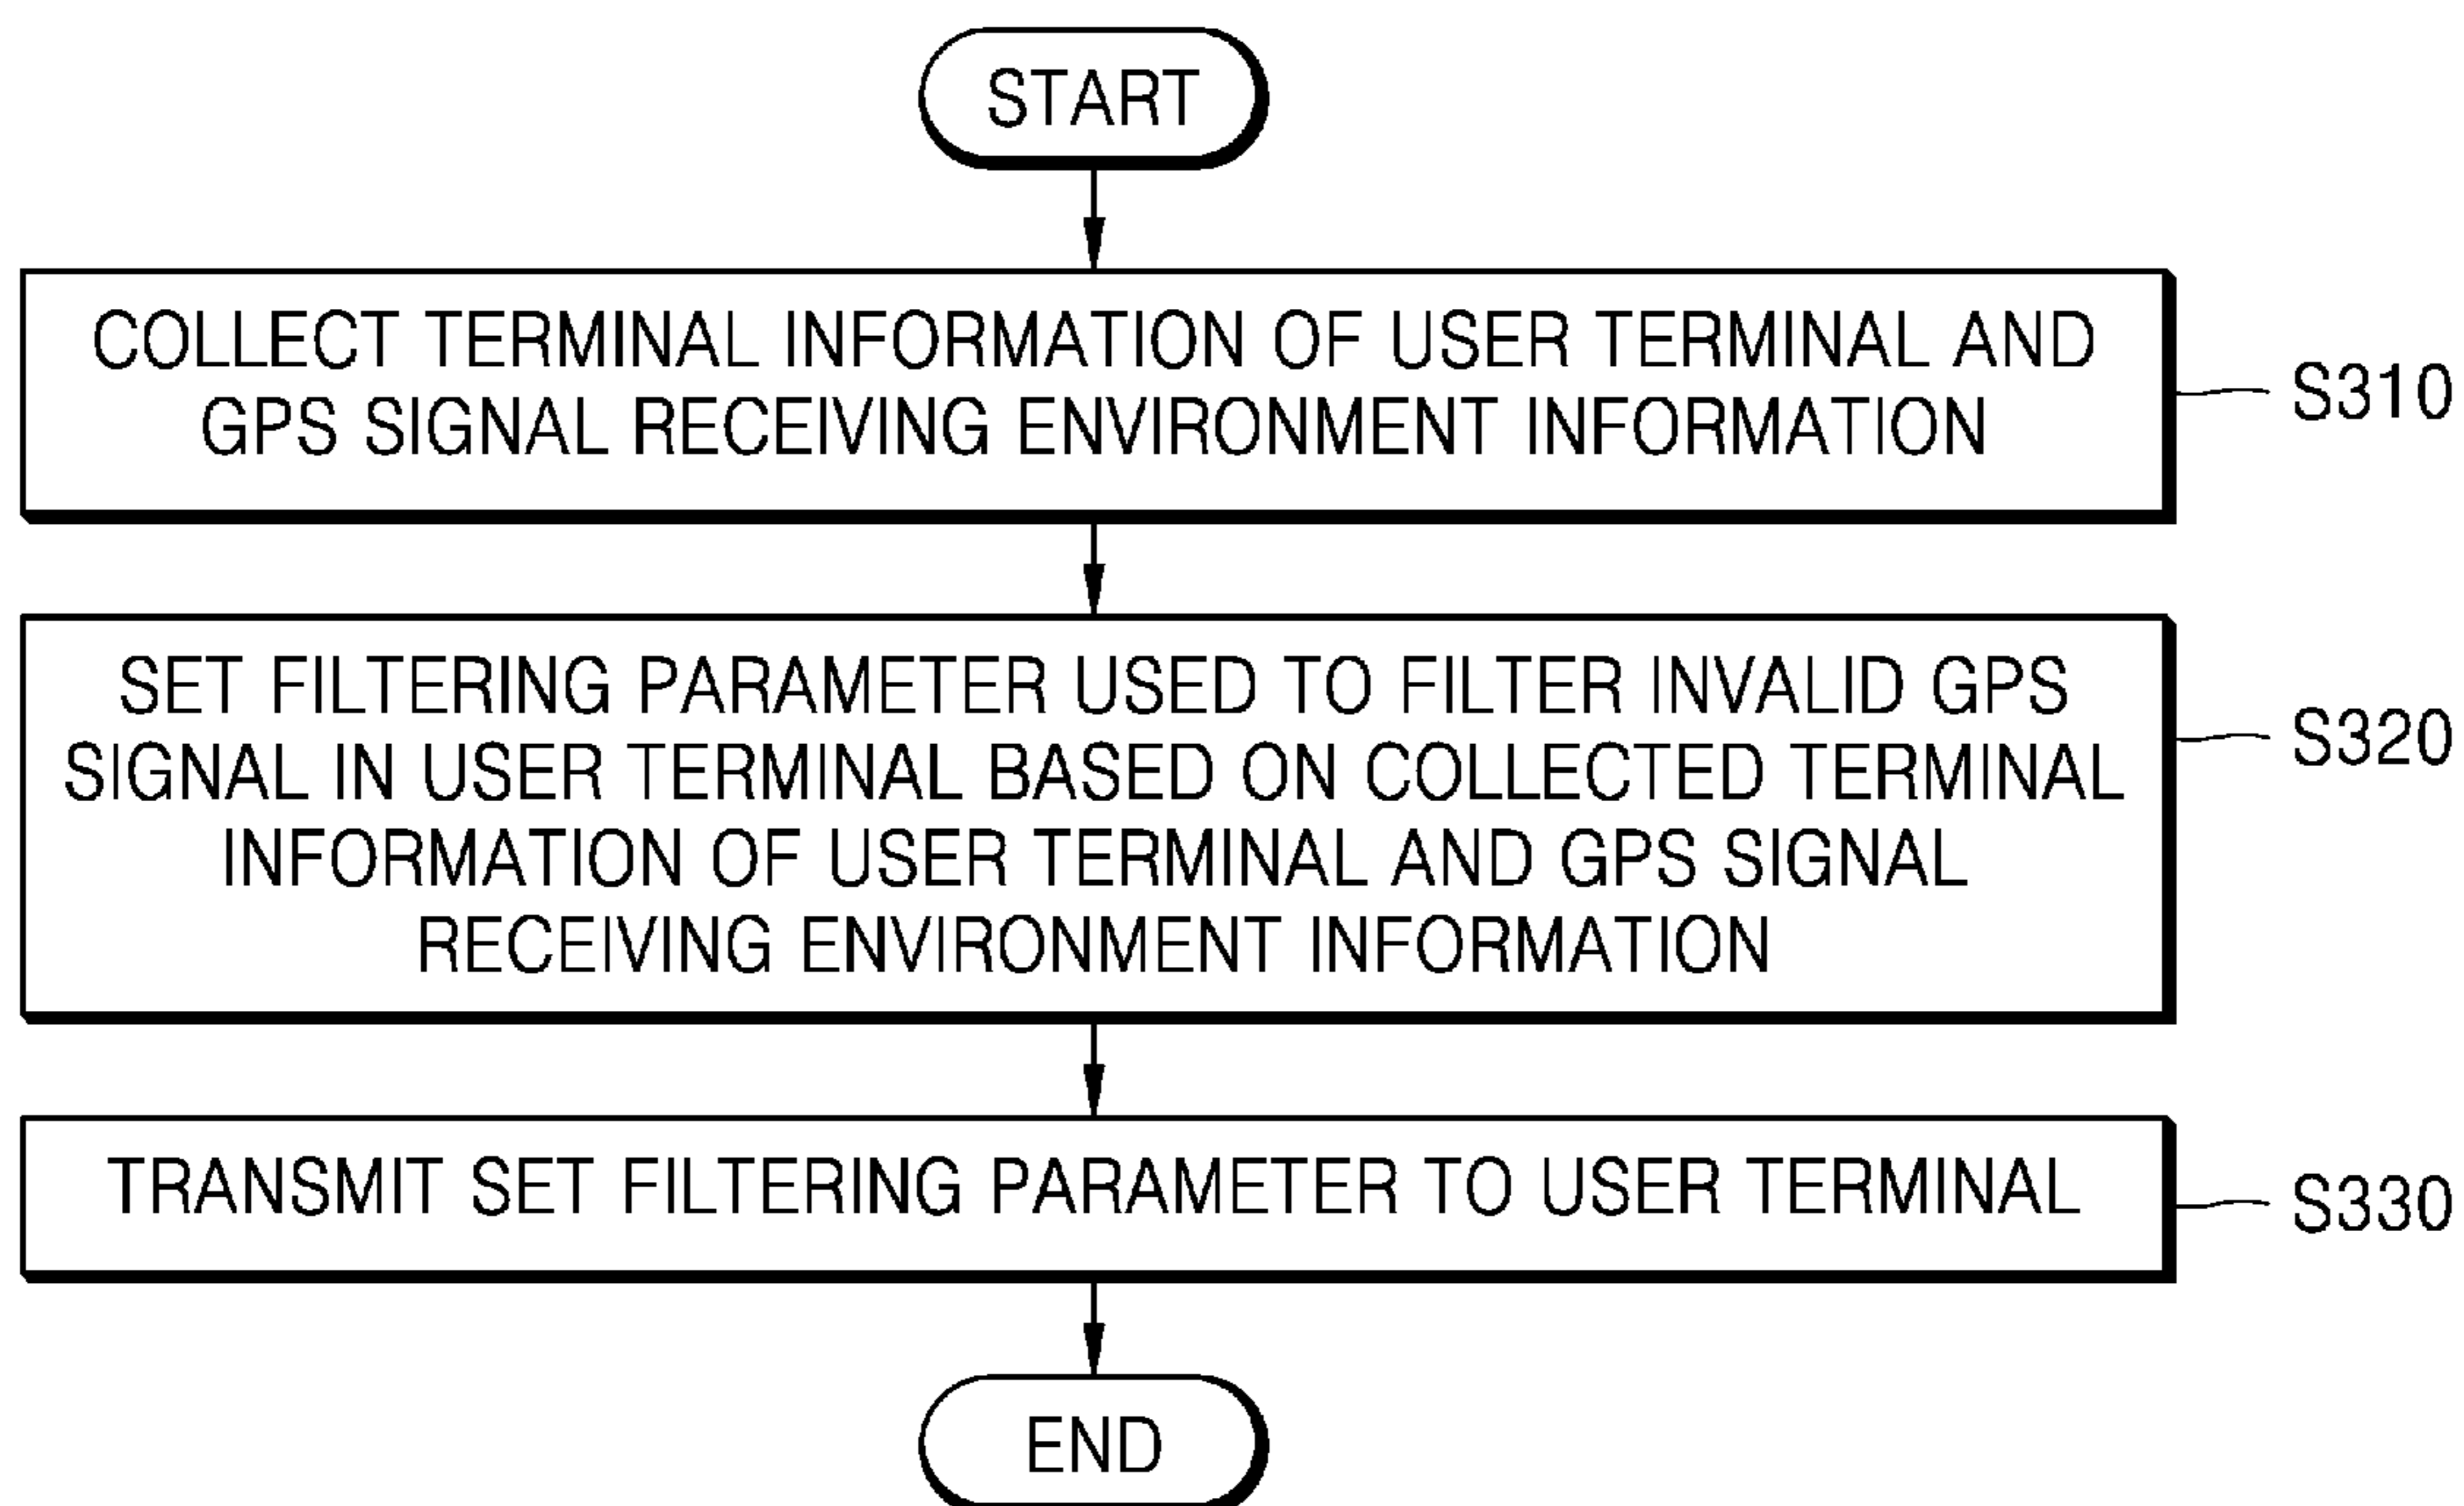 START
COLLECT TERMINAL INFORMATION OF USER TERMINAL AND
GPS SIGNAL RECEIVING ENVIRONMENT INFORMATION
S310
SET FILTERING PARAMETER USED TO FILTER INVALID GPS
SIGNAL IN USER TERMINAL BASED ON COLLECTED TERMINAL
INFORMATION OF USER TERMINAL AND GPS SIGNAL
RECEIVING ENVIRONMENT INFORMATION
S320
TRANSMIT SET FILTERING PARAMETER TO USER TERMINAL
S330
END